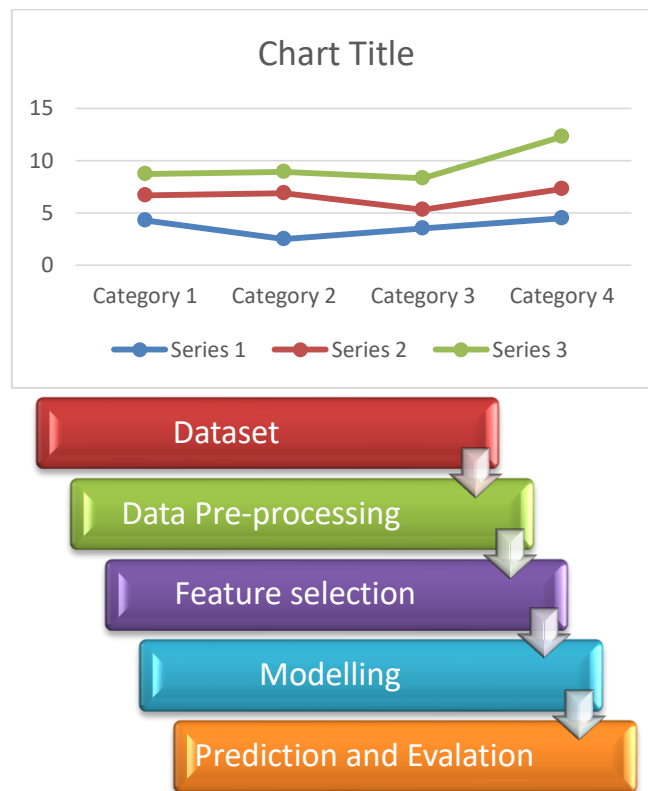 Chart Title
15
10
5
0
Category 1 Category 2 Category 3 Category 4
Series 1 Series 2 Series 3
Dataset
Data Pre-processing
Feature selection
Modelling
Prediction and Evalation